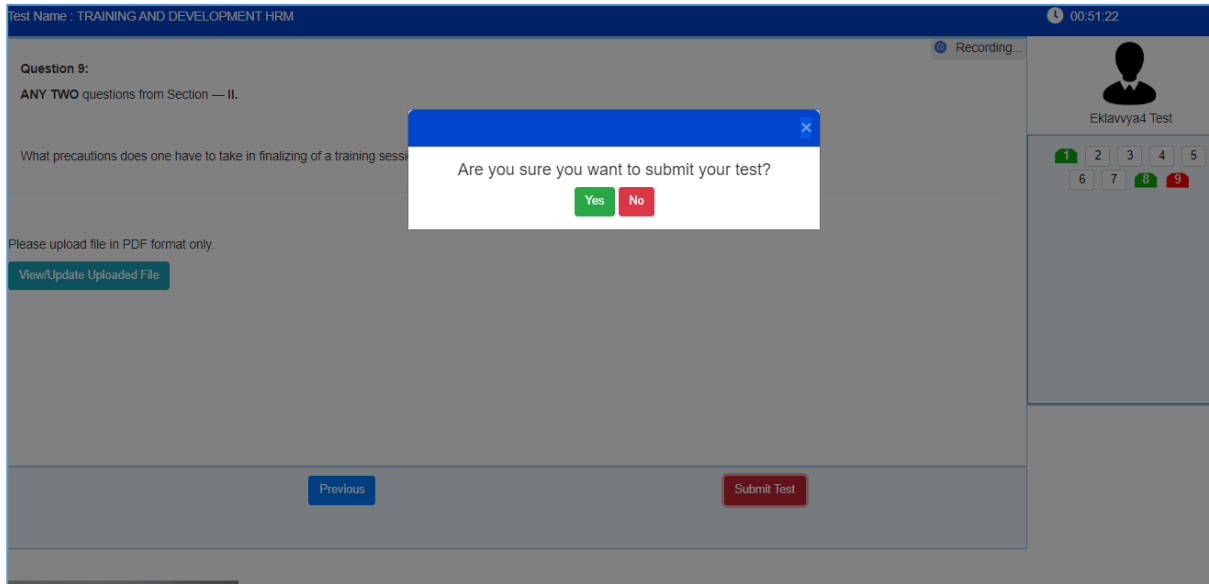 Test Name : TRAINING AND DEVELOPMENT HRM
00:51:22
Recording...
Question 9:
ANY TWO questions from Section — II.
What precautions does one have to take in finalizing of a training
×
Are you sure you want to submit your test?
Yes No
Please upload file in PDF format only.
View/Update Uploaded File
Previous
Submit Test
Eklavvya4 Test
1 2 3 4 5
6 7 8 9